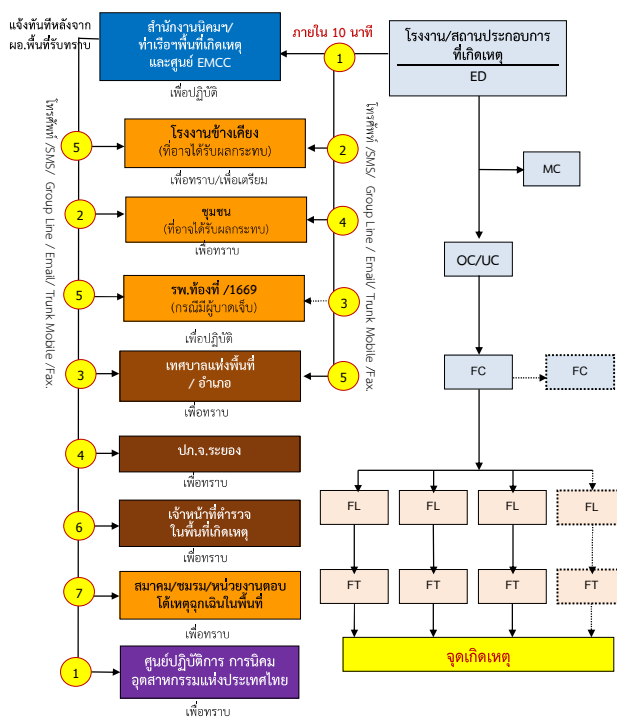 แจ้งทันทีหลังจาก
ผอ.พื้นที่รับทราบ
สำนักงานนิคมฯ/
ท่าเรือฯพื้นที่เกิดเหตุ
และศูนย์ EMCC
เพื่อปฏิบัติ
ภายใน 10 นาที
1
โรงงาน/สถานประกอบการ
ที่เกิดเหตุ
ED
โทรศัพท์ /SMS/ Group Line / Email/ Trunk Mobile /Fax.
โทรศัพท์ /SMS/ Group Line / Email/ Trunk Mobile /Fax.
5
โรงงานข้างเคียง
(ที่อาจได้รับผลกระทบ)
2
เพื่อทราบ/เพื่อเตรียม
MC
2
ชุมชน
(ที่อาจได้รับผลกระทบ)
4
เพื่อทราบ
OC/UC
5
รพ.ท้องที่ /1669
(กรณีมีผู้บาดเจ็บ)
3
เพื่อปฏิบัติ
3
เทศบาลแห่งพื้นที่
/ อำเภอ
5
เพื่อทราบ
FC
FC
4
ปภ.จ.ระยอง
เพื่อทราบ
6
เจ้าหน้าที่ตำรวจ
ในพื้นที่เกิดเหตุ
เพื่อทราบ
FL
FL
FL
FL
7
สมาคม/ชมรม/หน่วยงานตอบ
โต้เหตุฉุกเฉินในพื้นที่
เพื่อทราบ
FT
FT
FT
FT
1
ศูนย์ปฏิบัติการ การนิคม
อุตสาหกรรมแห่งประเทศไทย
เพื่อทราบ
จุดเกิดเหตุ